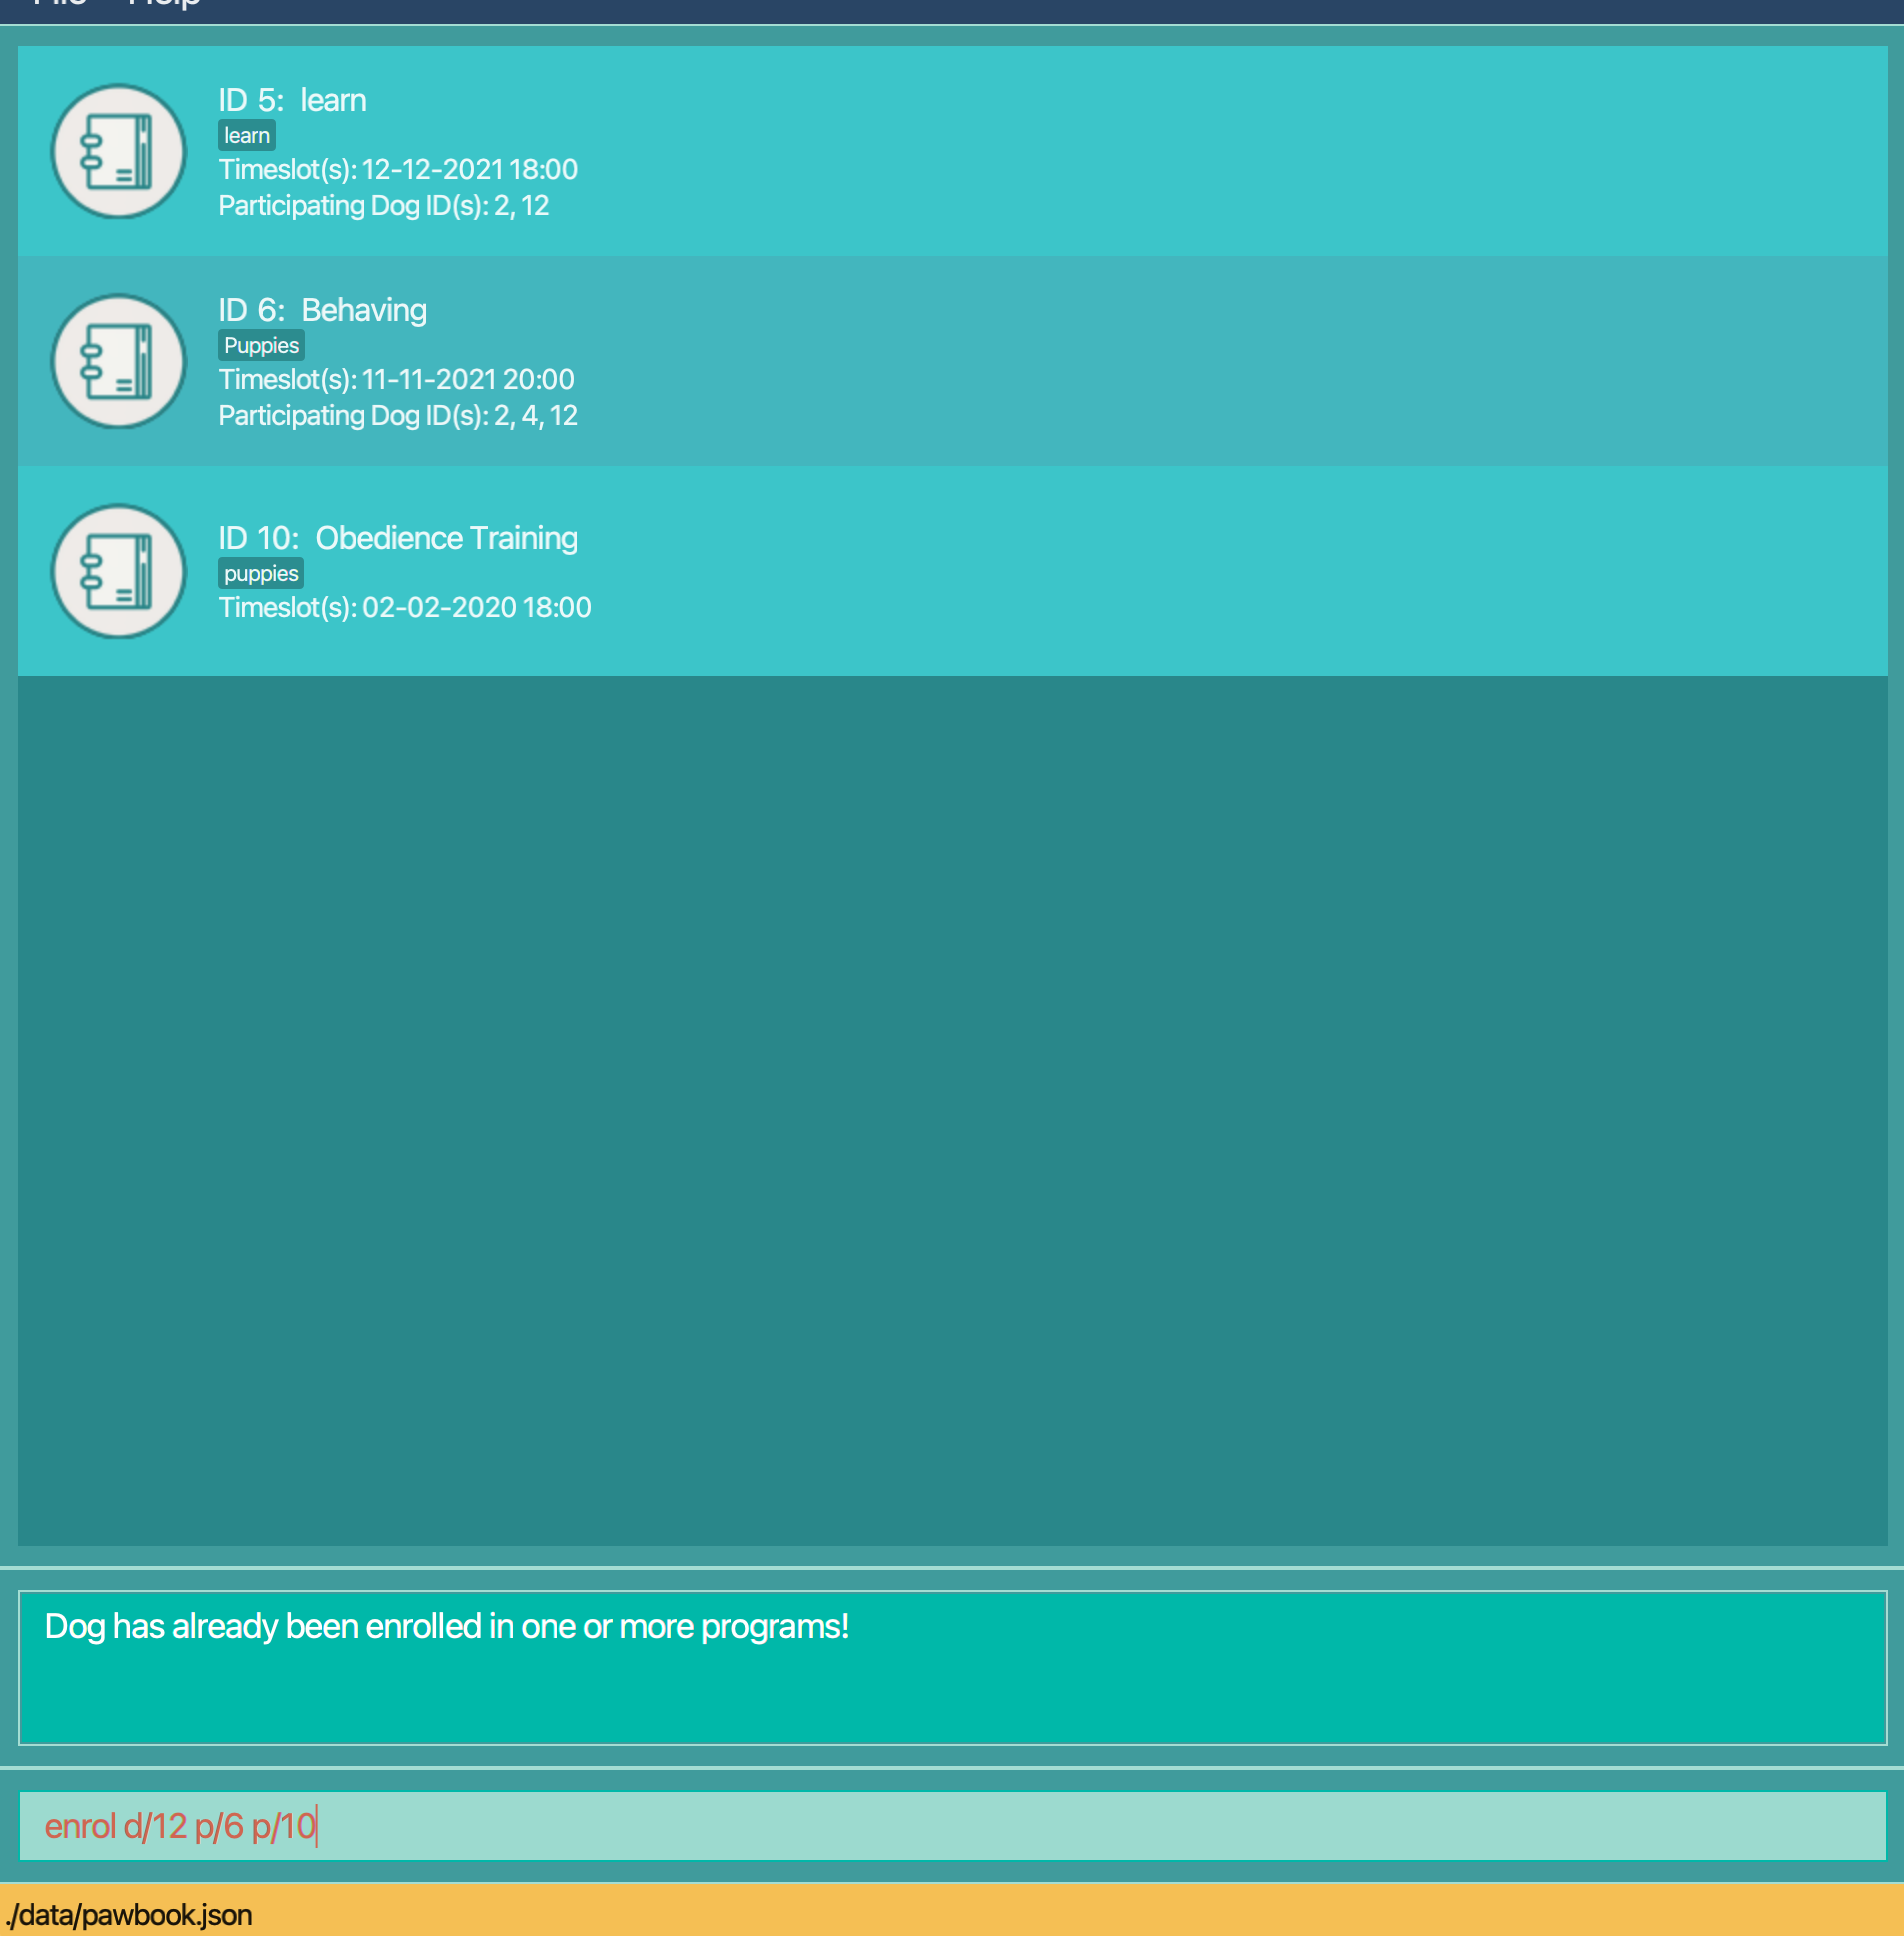 File Help
ID 5: learn
learn
Timeslot(s): 12-12-2021 18:00
Participating Dog ID(s): 2, 12
ID 6: Behaving
Puppies
Timeslot(s): 11-11-2021 20:00
Participating Dog ID(s): 2, 4, 12
ID 10: Obedience Training
puppies
Timeslot(s): 02-02-2020 18:00
Dog has already been enrolled in one or more programs!
enrol d/12 p/6 p/10
./data/pawbook.json